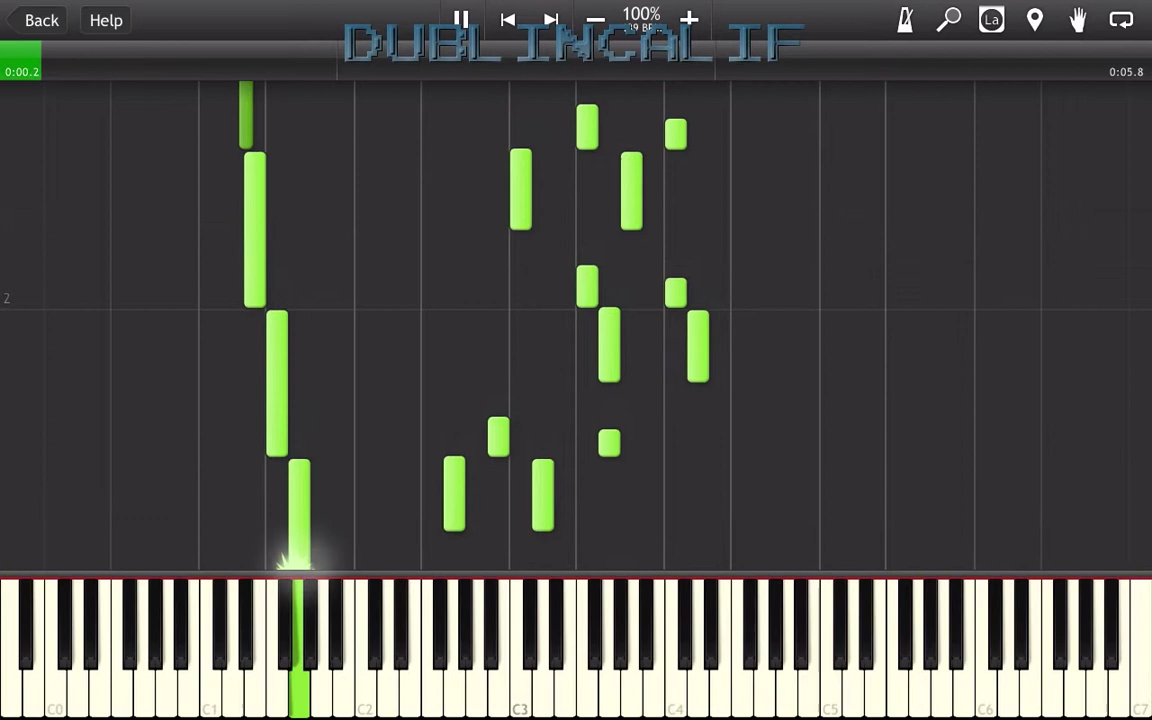 Back Help 100% La
DUBLINCALIF
0:00.2 0:05.8
2
C0 C1 C2 C3 C4 C5 C6 C7